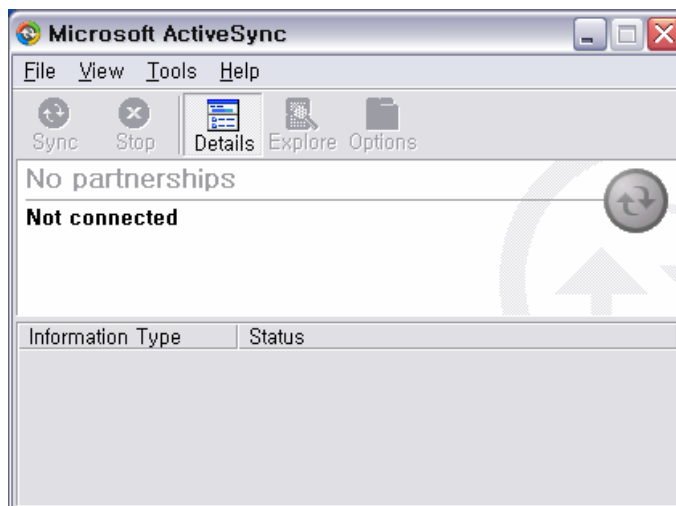 Microsoft ActiveSync
File View Tools Help
Sync Stop Details Explore Options
No partnerships
Not connected
Information Type Status